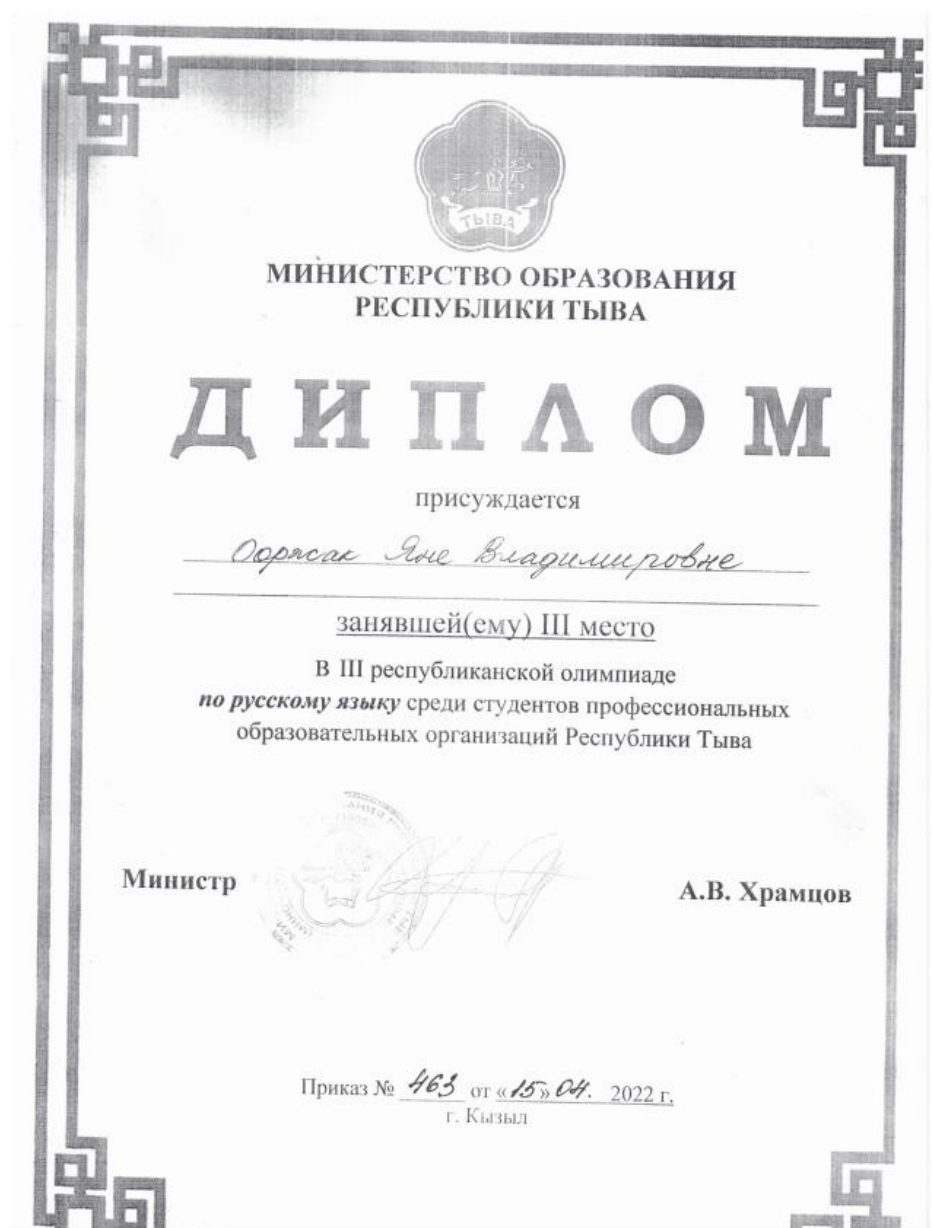 ТЫВА
МИНИСТЕРСТВО ОБРАЗОВАНИЯ
РЕСПУБЛИКИ ТЫВА
ДИПЛОМ
присуждается
Ооржак Яне Владимировне
занявшей(ему) III место
В III республиканской олимпиаде
по русскому языку среди студентов профессиональных
образовательных организаций Республики Тыва
Министр
А.В. Храмцов
Приказ № 463 от «15» 04. 2022 г.
г. Кызыл